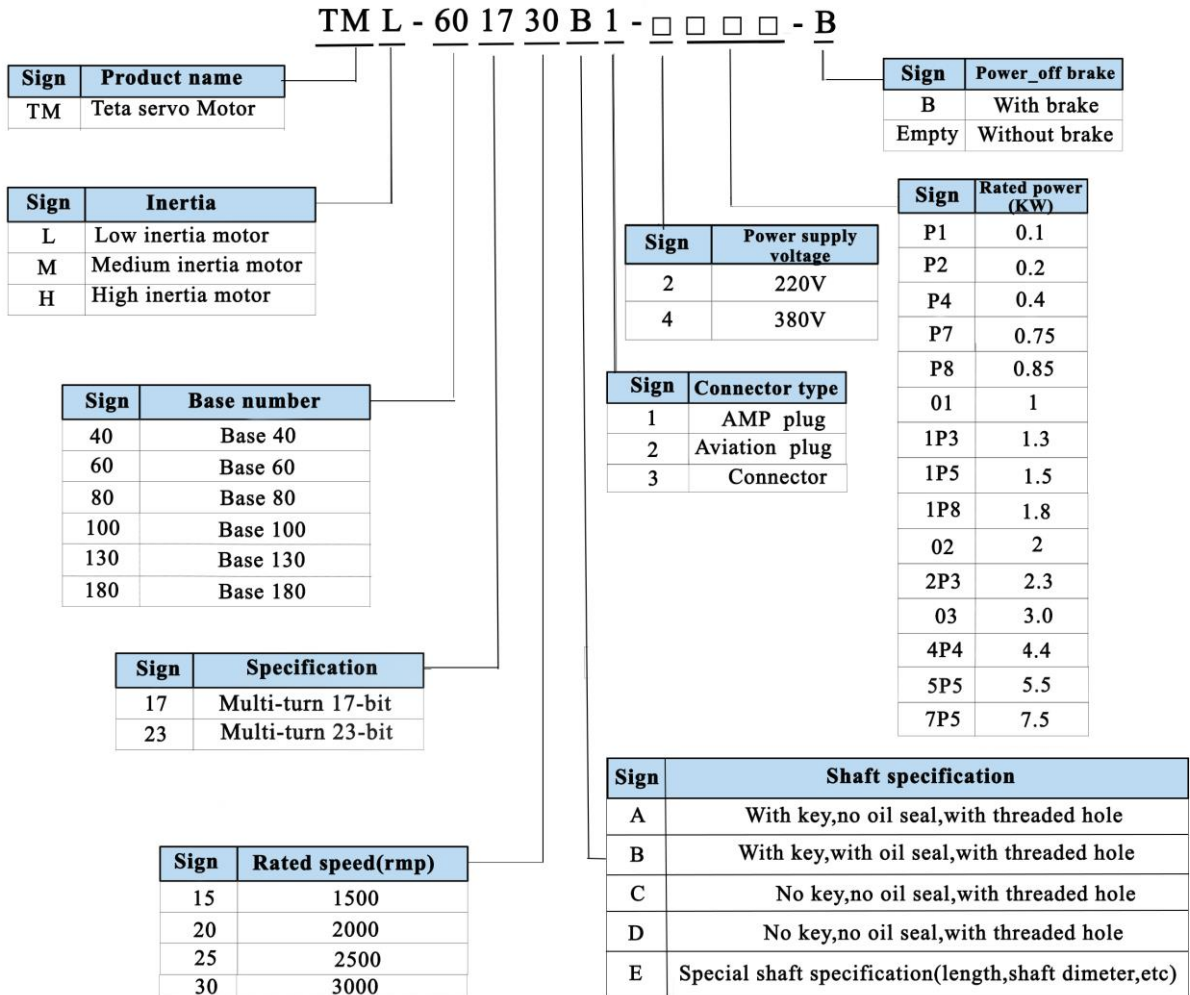 TM L - 60 17 30 B 1 - □ □ □ □ - B
Sign Product name
TM Teta servo Motor
Sign Power_off brake
B With brake
Empty Without brake
Sign Inertia
L Low inertia motor
M Medium inertia motor
H High inertia motor
Sign Power supply
voltage
2 220V
4 380V
Sign Rated power
(KW)
P1 0.1
P2 0.2
P4 0.4
P7 0.75
P8 0.85
01 1
1P3 1.3
1P5 1.5
1P8 1.8
02 2
2P3 2.3
03 3.0
4P4 4.4
5P5 5.5
7P5 7.5
Sign Base number
40 Base 40
60 Base 60
80 Base 80
100 Base 100
130 Base 130
180 Base 180
Sign Connector type
1 AMP plug
2 Aviation plug
3 Connector
Sign Specification
17 Multi-turn 17-bit
23 Multi-turn 23-bit
Sign Rated speed(rmp)
15 1500
20 2000
25 2500
30 3000
Sign Shaft specification
A With key,no oil seal,with threaded hole
B With key,with oil seal,with threaded hole
C No key,no oil seal,with threaded hole
D No key,no oil seal,with threaded hole
E Special shaft specification(length,shaft dimeter,etc)